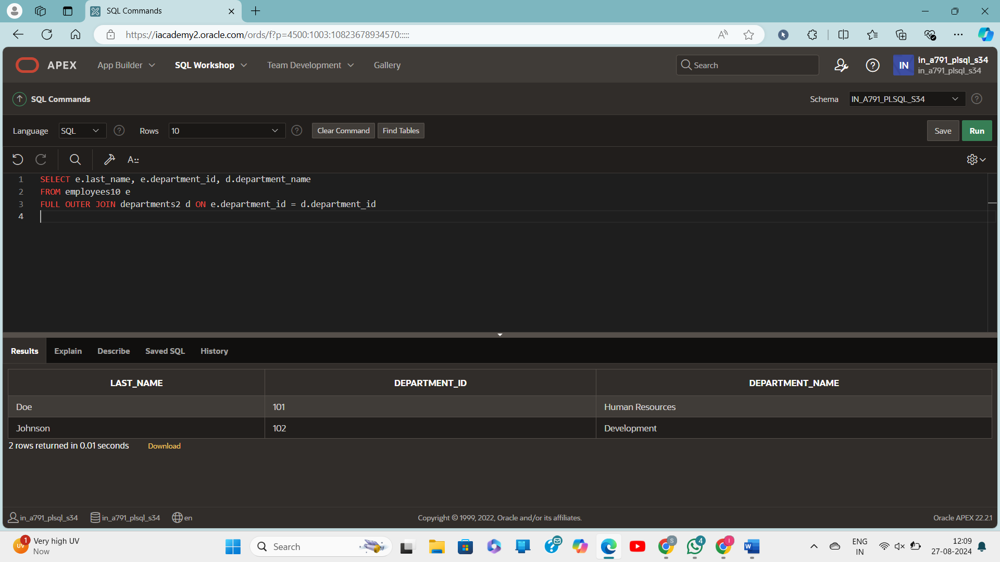 SQL Commands
https://iacademy2.oracle.com/ords/f?p=4500:1003:10823678934570:::::
APEX
App Builder
SQL Workshop
Team Development
Gallery
Search
IN
in_a791_plsql_s34
in_a791_plsql_s34
SQL Commands
Schema
IN_A791_PLSQL_S34
Language
SQL
Rows
10
Clear Command
Find Tables
Save
Run
A::
1 SELECT e.last_name, e.department_id, d.department_name
2 FROM employees10 e
3 FULL OUTER JOIN departments2 d ON e.department_id = d.department_id
4
Results
Explain
Describe
Saved SQL
History
LAST_NAME DEPARTMENT_ID DEPARTMENT_NAME
Doe 101 Human Resources
Johnson 102 Development
2 rows returned in 0.01 seconds
Download
in_a791_plsql_s34
in_a791_plsql_s34
en
Copyright © 1999, 2022, Oracle and/or its affiliates.
Oracle APEX 22.2.1
UV
1
Very high UV
Now
Search
S
4
I
W
ENG
IN
12:09
27-08-2024